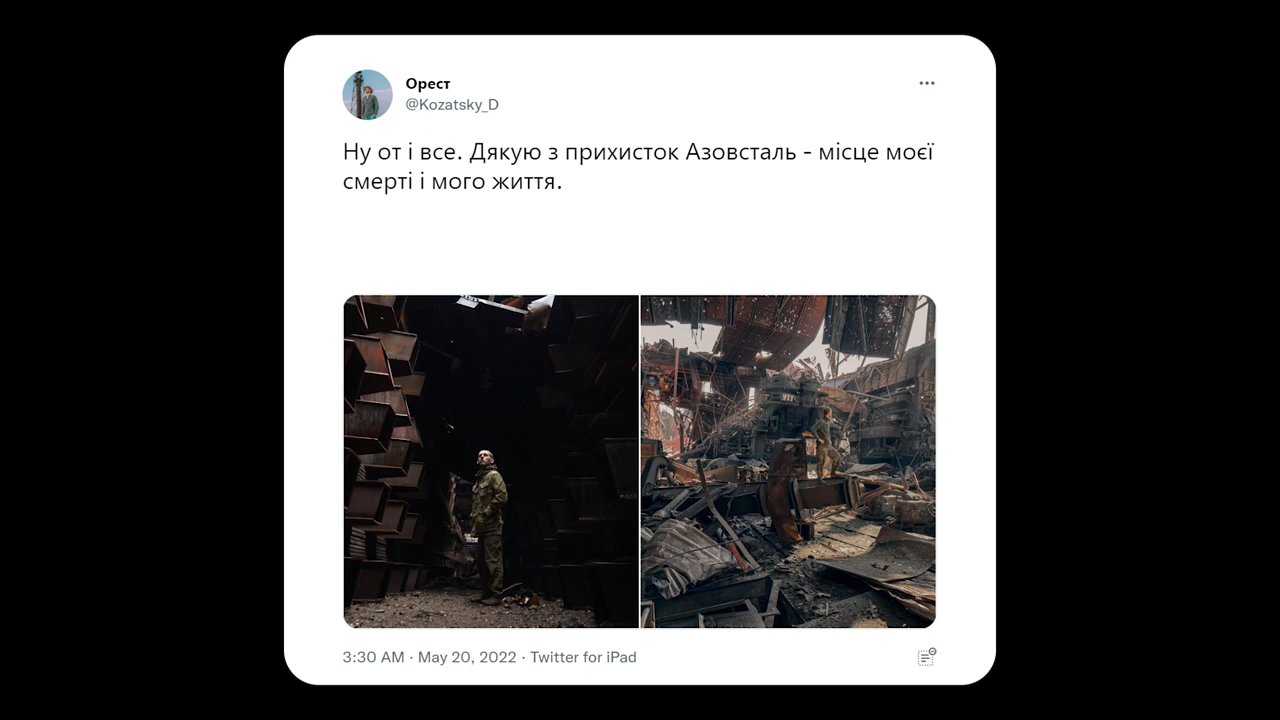 Орест
@Kozatsky_D
Ну от і все. Дякую з прихисток Азовсталь - місце моєї
смерті і мого життя.
3:30 AM · May 20, 2022 · Twitter for iPad